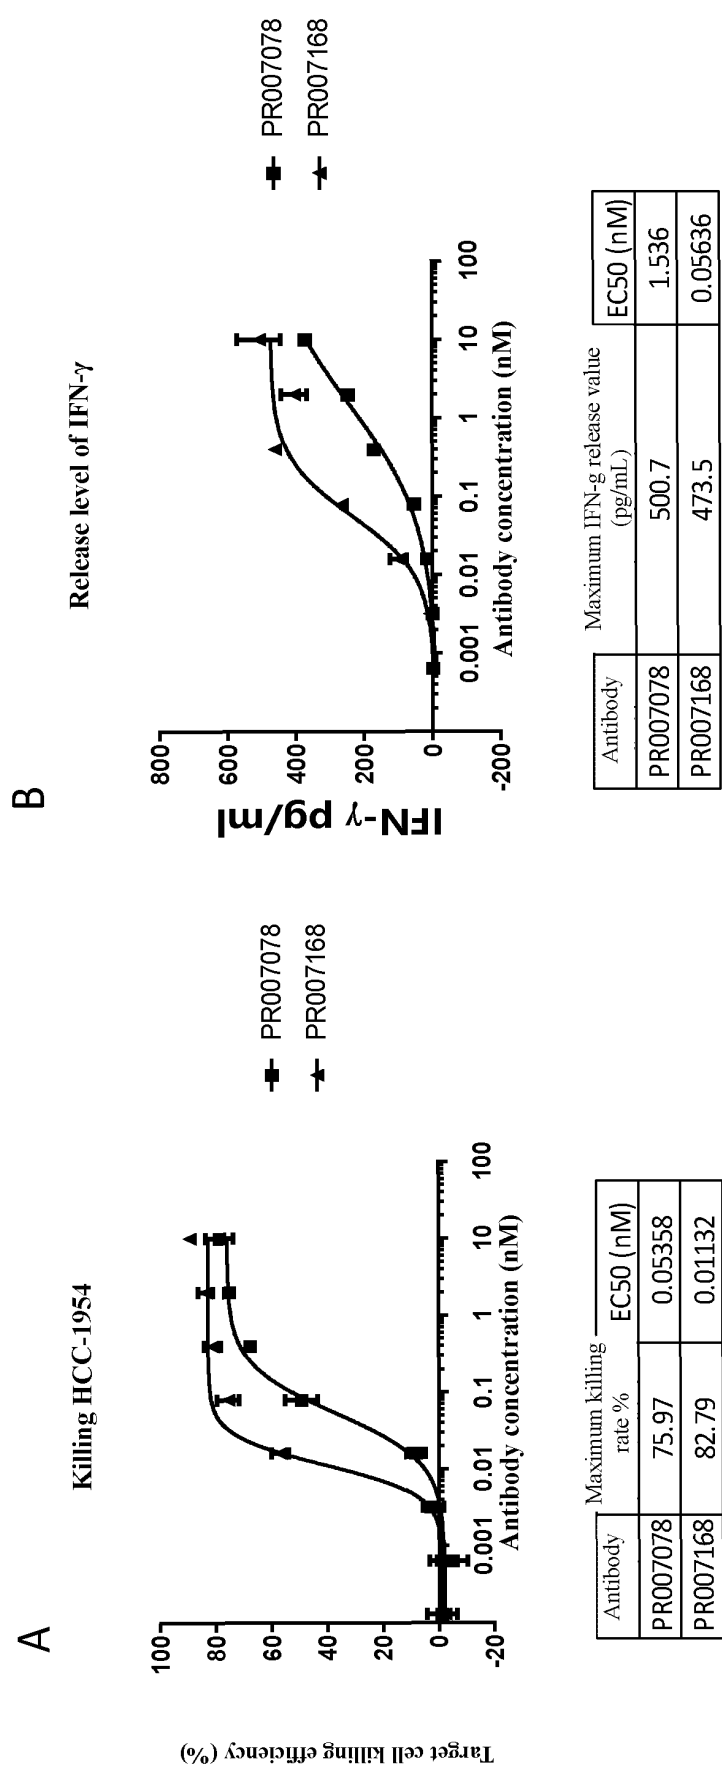 A
Killing HCC-1954
Target cell killing efficiency (%)
100
80
60
40
20
0
-20
0.001 0.01 0.1 1 10 100
Antibody concentration (nM)
PR007078
PR007168
Antibody Maximum killing rate % EC50 (nM)
PR007078 75.97 0.05358
PR007168 82.79 0.01132
B
Release level of IFN-γ
IFN-γ pg/ml
800
600
400
200
0
-200
0.001 0.01 0.1 1 10 100
Antibody concentration (nM)
PR007078
PR007168
Antibody Maximum IFN-g release value (pg/mL) EC50 (nM)
PR007078 500.7 1.536
PR007168 473.5 0.05636